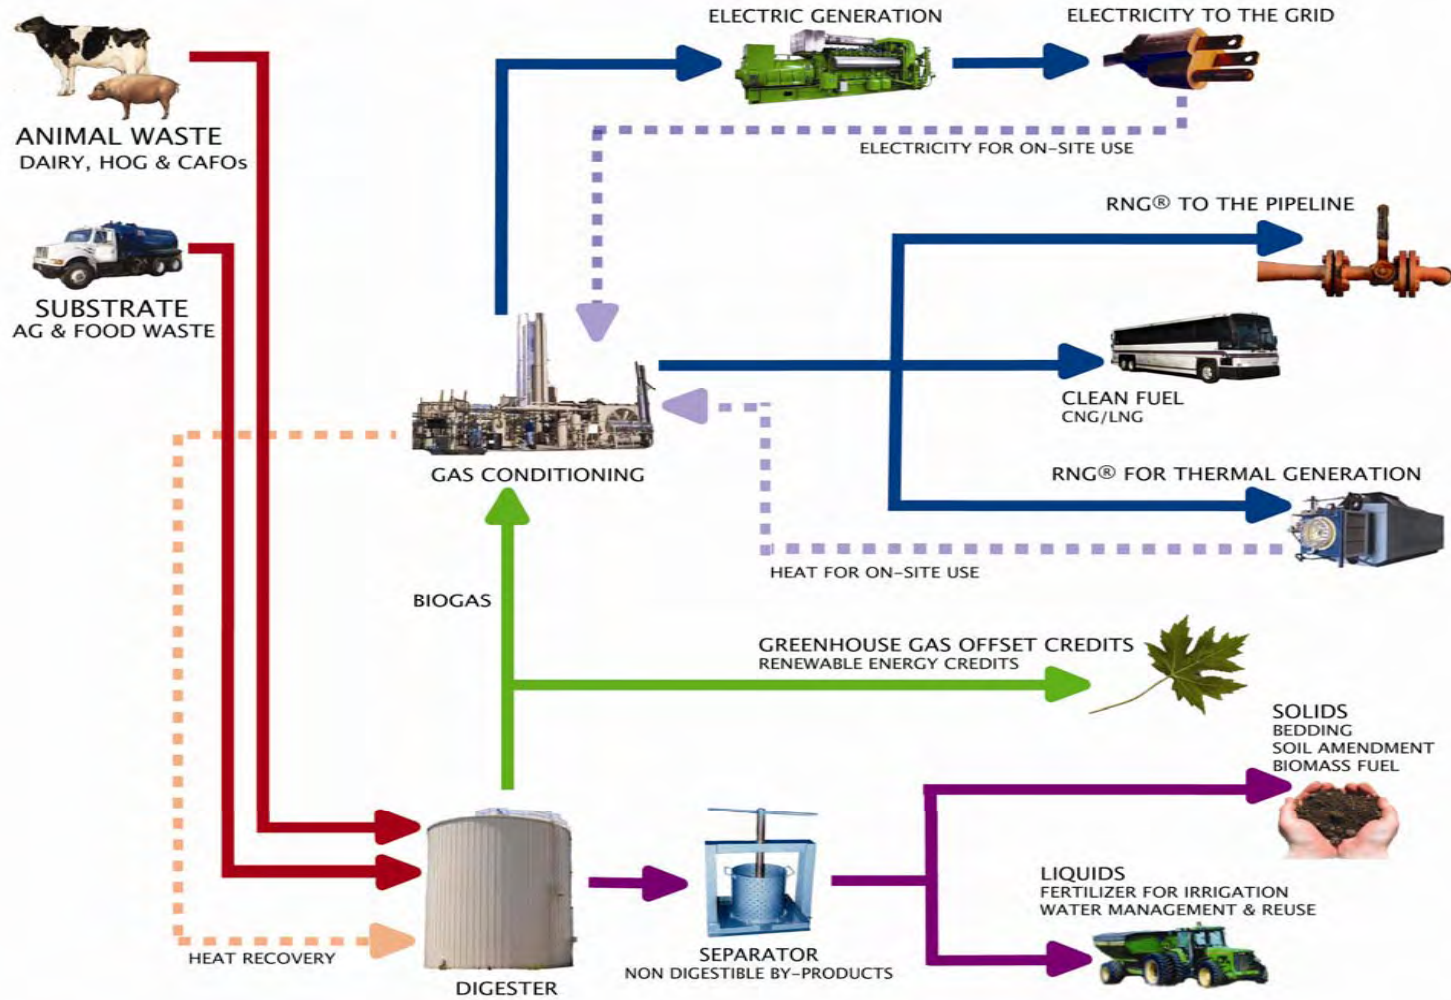 ELECTRIC GENERATION
ELECTRICITY TO THE GRID
ANIMAL WASTE
DAIRY, HOG & CAFOs
ELECTRICITY FOR ON-SITE USE
RNG® TO THE PIPELINE
SUBSTRATE
AG & FOOD WASTE
CLEAN FUEL
CNG/LNG
GAS CONDITIONING
RNG® FOR THERMAL GENERATION
HEAT FOR ON-SITE USE
BIOGAS
GREENHOUSE GAS OFFSET CREDITS
RENEWABLE ENERGY CREDITS
SOLIDS
BEDDING
SOIL AMENDMENT
BIOMASS FUEL
LIQUIDS
FERTILIZER FOR IRRIGATION
WATER MANAGEMENT & REUSE
HEAT RECOVERY
SEPARATOR
NON DIGESTIBLE BY-PRODUCTS
DIGESTER